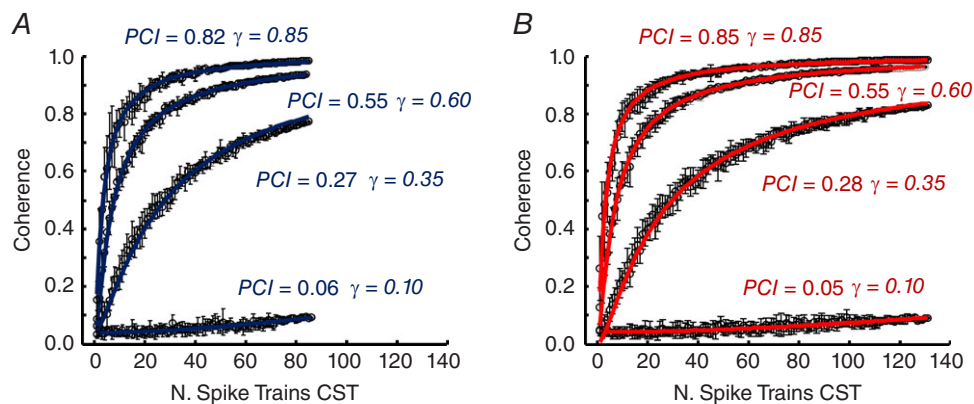 A
PCI = 0.82 γ = 0.85
1.0
PCI = 0.55 γ = 0.60
0.8
0.6
PCI = 0.27 γ = 0.35
0.4
0.2
PCI = 0.06 γ = 0.10
0.0
Coherence
0 20 40 60 80 100 120 140
N. Spike Trains CST
B
PCI = 0.85 γ = 0.85
1.0
PCI = 0.55 γ = 0.60
0.8
0.6
PCI = 0.28 γ = 0.35
0.4
0.2
PCI = 0.05 γ = 0.10
0.0
Coherence
0 20 40 60 80 100 120 140
N. Spike Trains CST